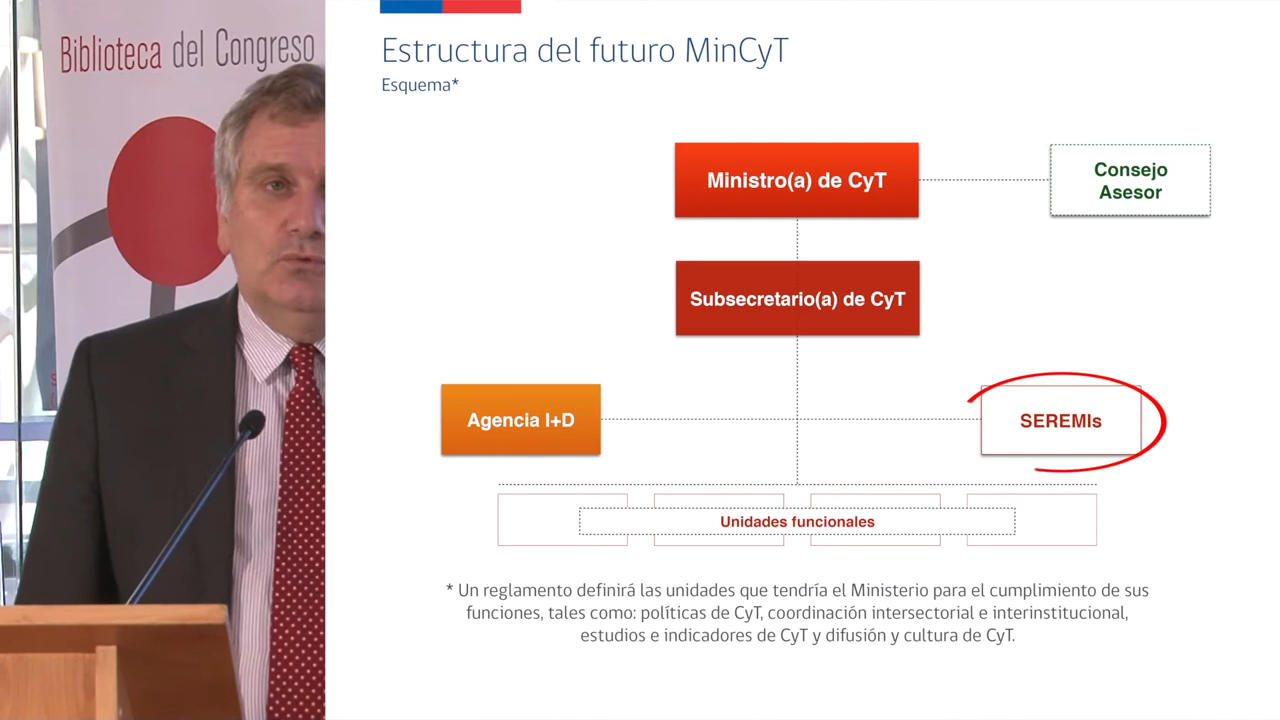 Biblioteca del Congreso
Estructura del futuro MinCyT
Esquema*
Ministro(a) de CyT
Consejo
Asesor
Subsecretario(a) de CyT
Agencia I+D
SEREMIs
Unidades funcionales
* Un reglamento definirá las unidades que tendría el Ministerio para el cumplimiento de sus
funciones, tales como: políticas de CyT, coordinación intersectorial e interinstitucional,
estudios e indicadores de CyT y difusión y cultura de CyT.